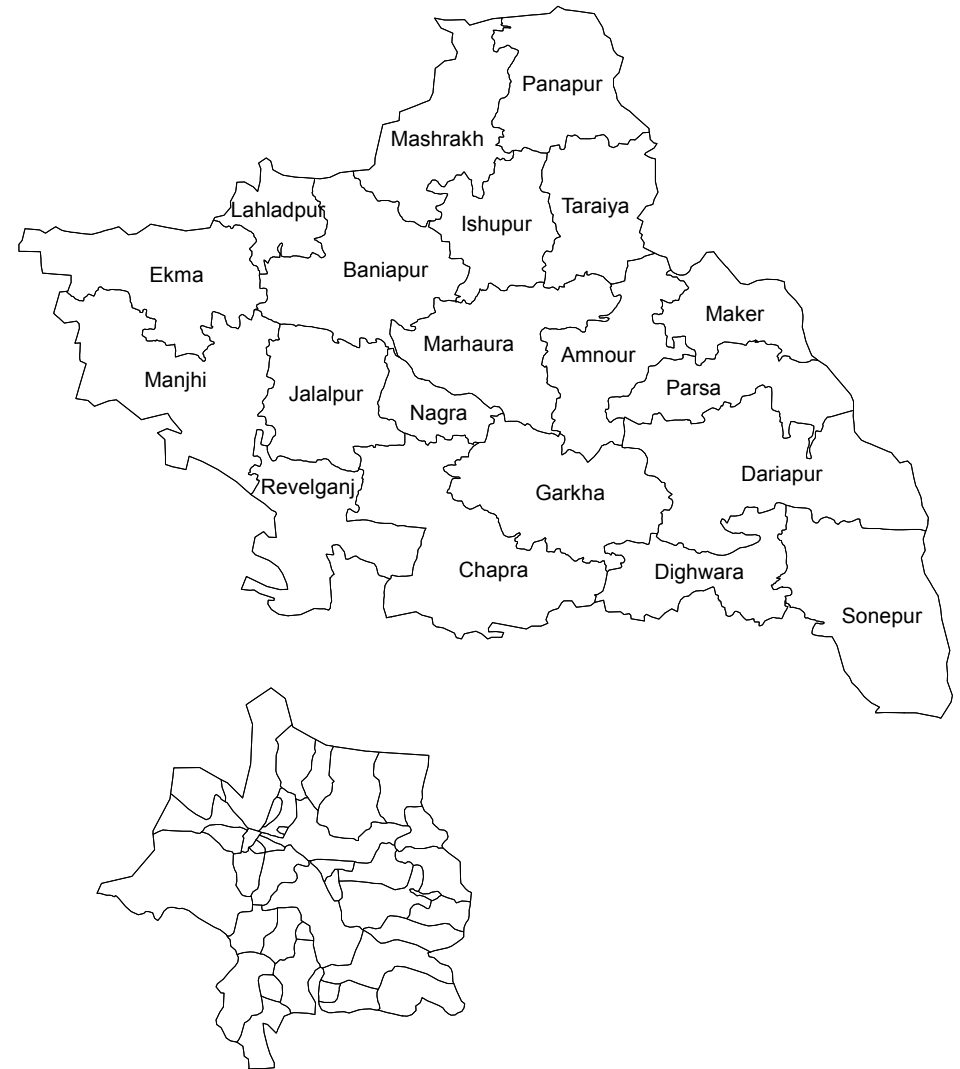 Panapur
Mashrakh
Lahladpur
Ishupur
Taraiya
Ekma
Baniapur
Maker
Marhaura
Amnour
Manjhi
Jalalpur
Parsa
Nagra
Revelganj
Garkha
Dariapur
Chapra
Dighwara
Sonepur